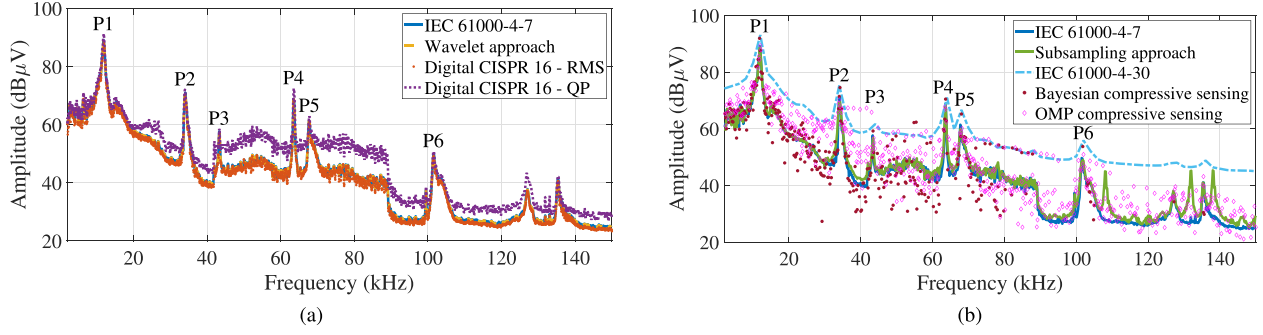 100
80
60
40
20
Amplitude (dBμV)
P1
P2
P3
P4
P5
P6
IEC 61000-4-7
Wavelet approach
Digital CISPR 16 - RMS
Digital CISPR 16 - QP
20 40 60 80 100 120 140
Frequency (kHz)
(a)
100
80
60
40
20
Amplitude (dBμV)
P1
P2
P3
P4
P5
P6
IEC 61000-4-7
Subsampling approach
IEC 61000-4-30
Bayesian compressive sensing
OMP compressive sensing
20 40 60 80 100 120 140
Frequency (kHz)
(b)